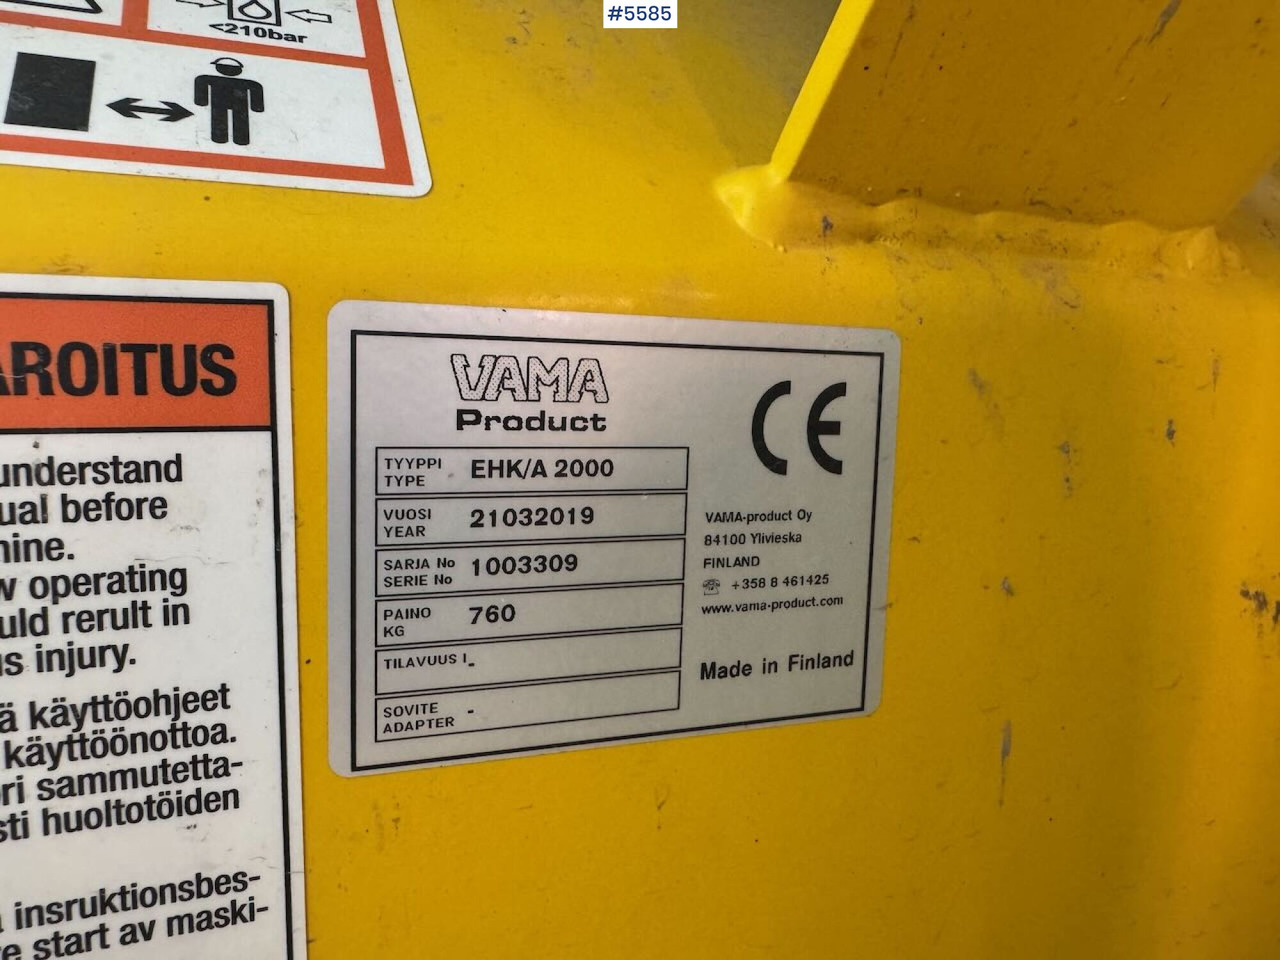 #5585
<210bar
AROITUS
understand
ual before
nine.
w operating
uld rerult in
us injury.
ä käyttöohjeet
käyttöönottoa.
ri sammutetta-
sti huoltotöiden
a insruktionsbes-
re start av maski-
VAMA
Product
CE
TYYPPI
TYPE
EHK/A 2000
VUOSI
YEAR
21032019
SARJA No
SERIE No
1003309
PAINO
KG
760
TILAVUUS l.
-
SOVITE
ADAPTER
-
VAMA-product Oy
84100 Ylivieska
FINLAND
+358 8 461425
www.vama-product.com
Made in Finland